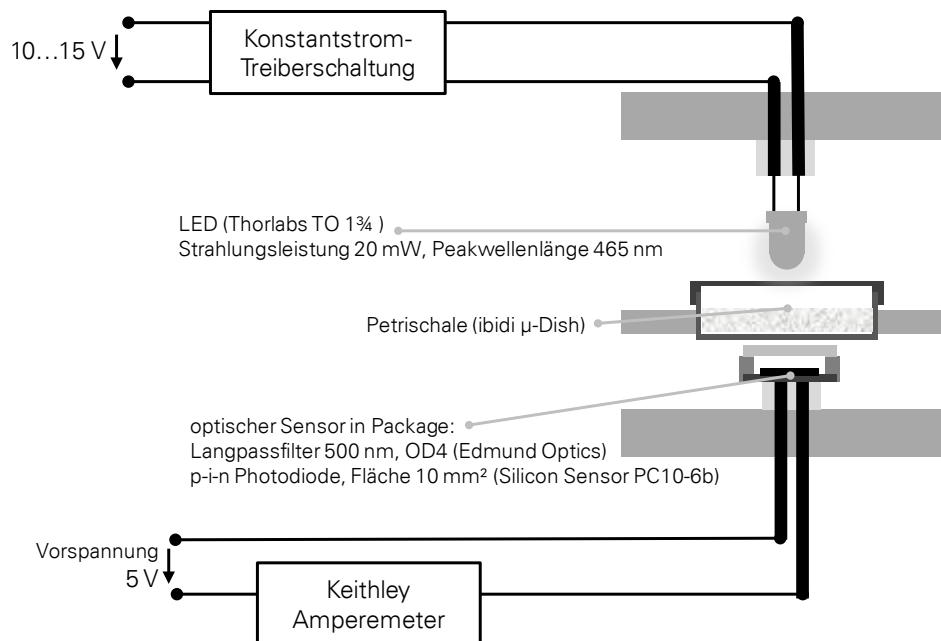 10…15 V
Konstantstrom-
Treiberschaltung
LED (Thorlabs TO 1¾ )
Strahlungsleistung 20 mW, Peakwellenlänge 465 nm
Petrischale (ibidi µ-Dish)
optischer Sensor in Package:
Langpassfilter 500 nm, OD4 (Edmund Optics)
p-i-n Photodiode, Fläche 10 mm² (Silicon Sensor PC10-6b)
Vorspannung
5 V
Keithley
Amperemeter